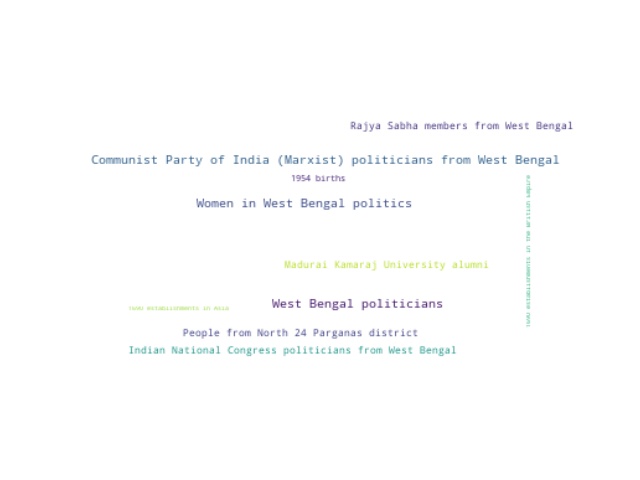 Rajya Sabha members from West Bengal
Communist Party of India (Marxist) politicians from West Bengal
1954 births
Women in West Bengal politics
Madurai Kamaraj University alumni
West Bengal politicians
establishments in Asia
People from North 24 Parganas district
Indian National Congress politicians from West Bengal
establishments in the British Empire